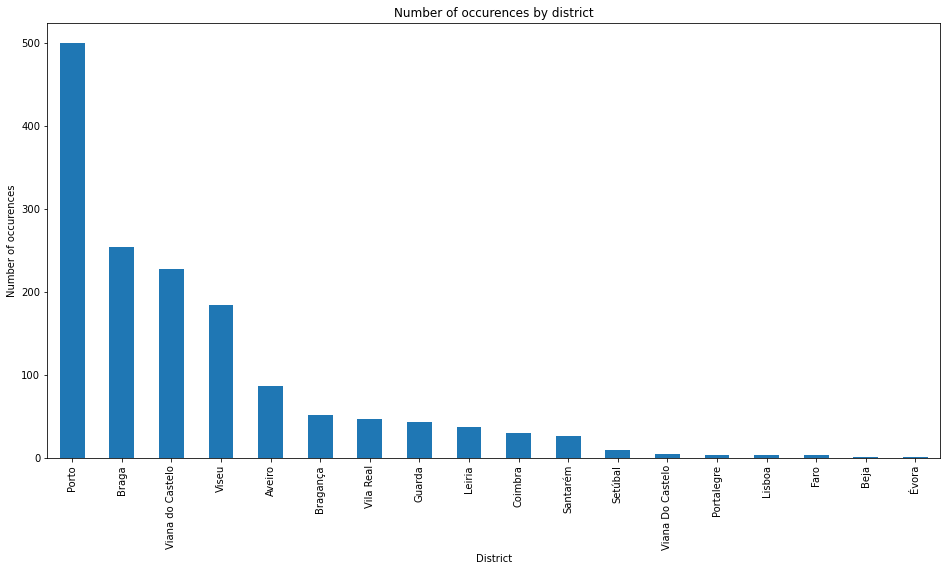 Number of occurences by district
Number of occurences
500
400
300
200
100
0
Porto
Braga
Viana do Castelo
Viseu
Aveiro
Bragança
Vila Real
Guarda
Leiria
Coimbra
Santarém
Setúbal
Viana Do Castelo
Portalegre
Lisboa
Faro
Beja
Évora
District